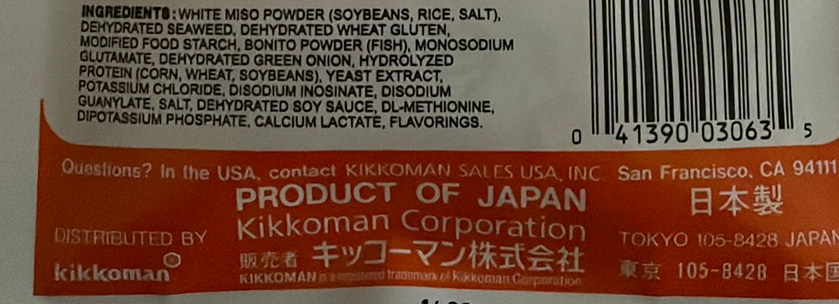 INGREDIENTS: WHITE MISO POWDER (SOYBEANS, RICE, SALT),
DEHYDRATED SEAWEED, DEHYDRATED WHEAT GLUTEN,
MODIFIED FOOD STARCH, BONITO POWDER (FISH), MONOSODIUM
GLUTAMATE, DEHYDRATED GREEN ONION, HYDROLYZED
PROTEIN (CORN, WHEAT, SOYBEANS), YEAST EXTRACT,
POTASSIUM CHLORIDE, DISODIUM INOSINATE, DISODIUM
GUANYLATE, SALT, DEHYDRATED SOY SAUCE, DL-METHIONINE,
DIPOTASSIUM PHOSPHATE, CALCIUM LACTATE, FLAVORINGS.
0 41390 03063 5
Questions? In the USA, contact KIKKOMAN SALES USA, INC. San Francisco, CA 94111
PRODUCT OF JAPAN 日本製
DISTRIBUTED BY Kikkoman Corporation TOKYO 105-8428 JAPAN
販売者 キッコーマン株式会社 東京 105-8428 日本国
kikkoman
KIKKOMAN is a registered trademark of Kikkoman Corporation